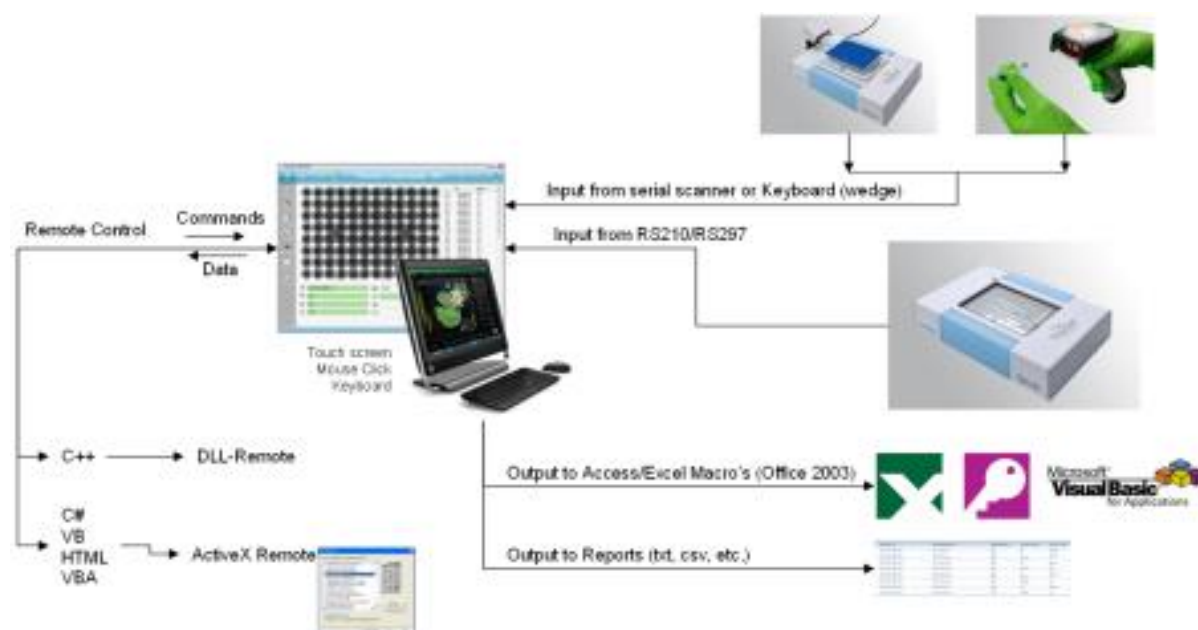 Input from serial scanner or Keyboard (wedge)
Commands
Remote Control
Input from RS210/RS297
Data
Touch screen
Mouse Click
Keyboard
C++
DLL-Remote
Output to Access/Excel Macro's (Office 2003)
Microsoft
Visual Basic
for Applications
C#
VB
HTML
VBA
ActiveX Remote
Output to Reports (txt, csv, etc.)